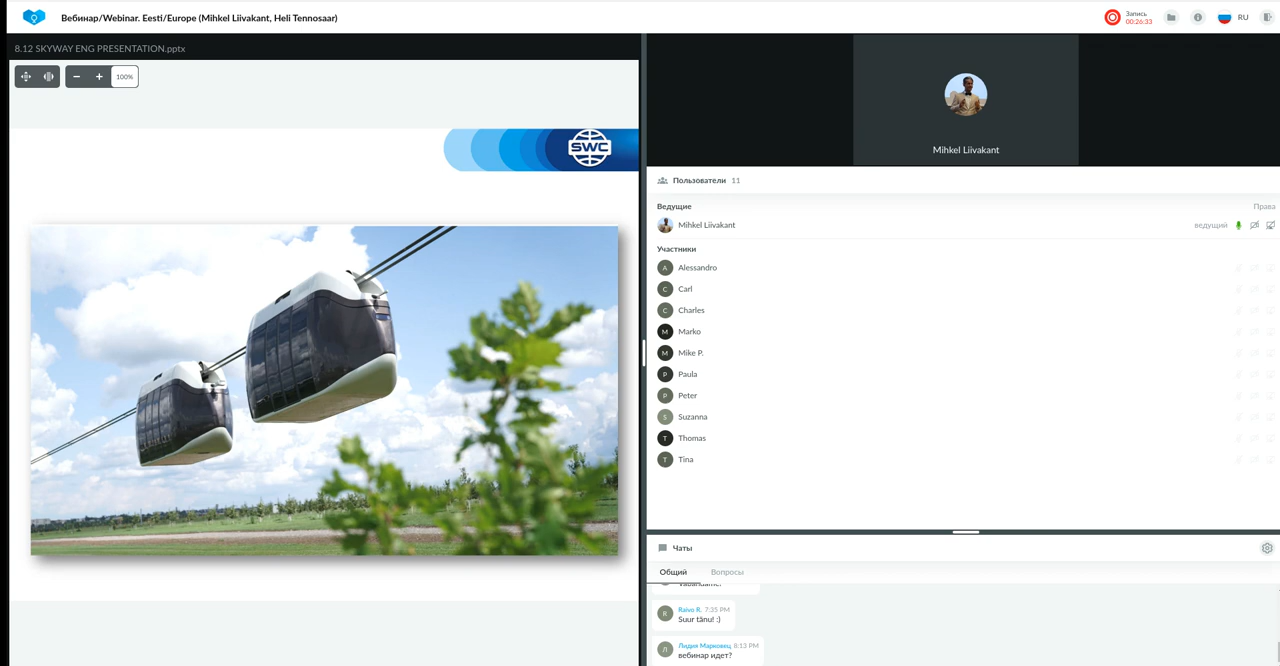 Вебинар/Webinar. Eesti/Europe (Mihkel Liivakant, Heli Tennosaar)
Запись
00:26:33
RU
8.12 SKYWAY ENG PRESENTATION.pptx
100%
SWC
Mihkel Liivakant
Пользователи 11
Ведущие Права
Mihkel Liivakant ведущий
Участники
A Alessandro
C Carl
C Charles
M Marko
M Mike P.
P Paula
P Peter
S Suzanna
T Thomas
T Tina
Чаты
Общий Вопросы
R Raivo R. 7:35 PM
Suur tänu! :)
Л Лидия Марковец 8:13 PM
вебинар идет?